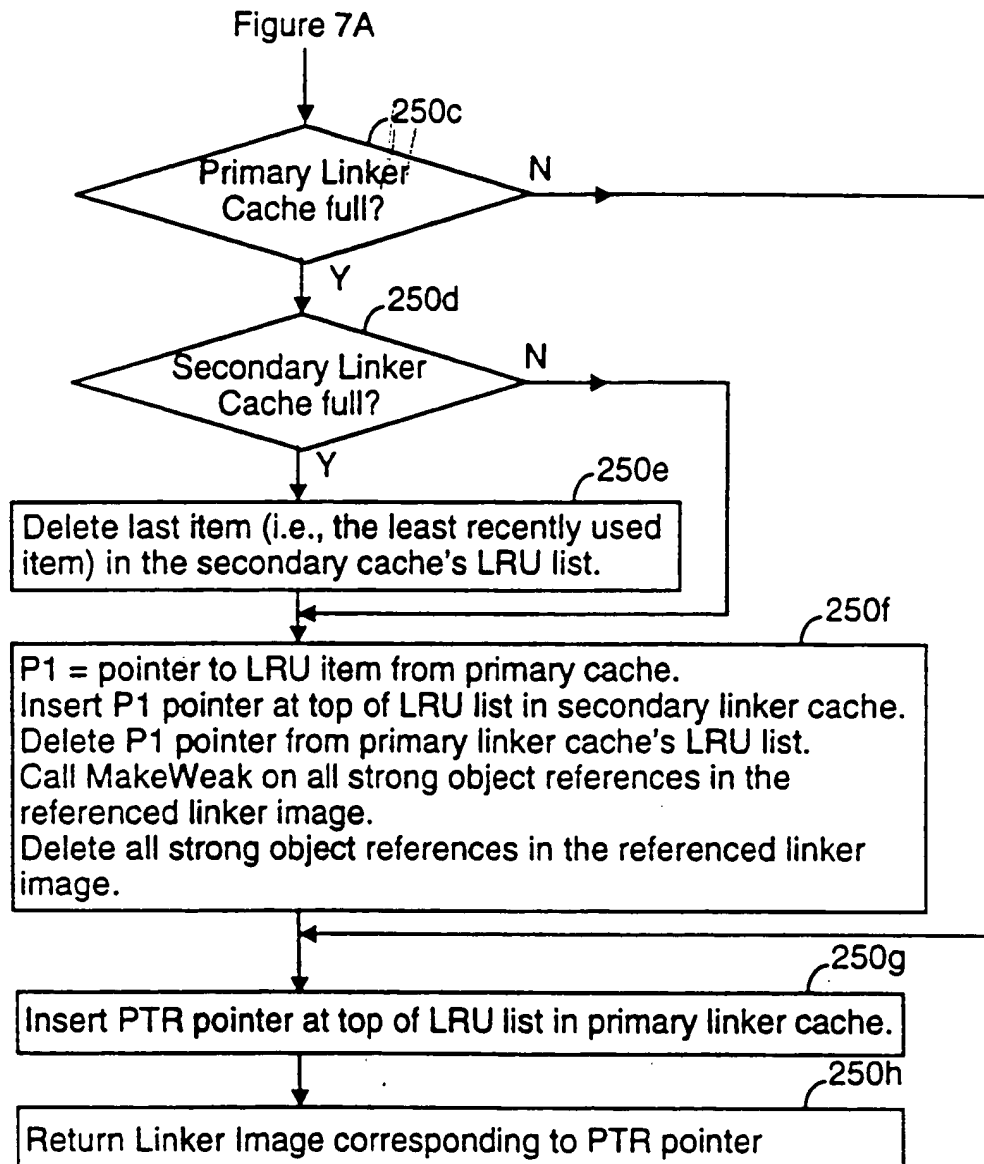 Figure 7A
250c
Primary Linker
Cache full?
N
Y
250d
Secondary Linker
Cache full?
N
Y
250e
Delete last item (i.e., the least recently used
item) in the secondary cache's LRU list.
250f
P1 = pointer to LRU item from primary cache.
Insert P1 pointer at top of LRU list in secondary linker cache.
Delete P1 pointer from primary linker cache's LRU list.
Call MakeWeak on all strong object references in the
referenced linker image.
Delete all strong object references in the referenced linker
image.
250g
Insert PTR pointer at top of LRU list in primary linker cache.
250h
Return Linker Image corresponding to PTR pointer